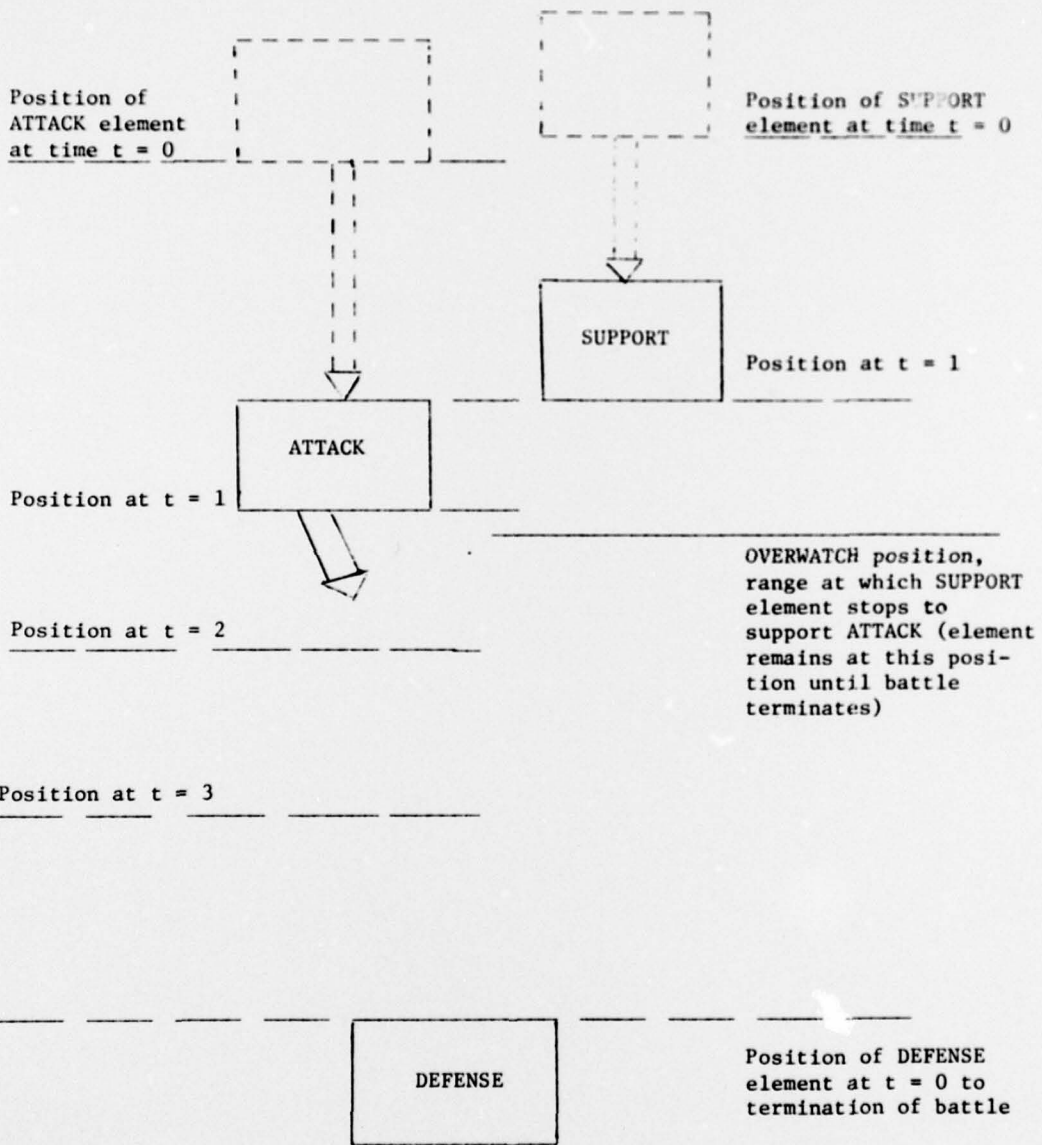 Position of
ATTACK element
at time t = 0
Position of SUPPORT
element at time t = 0
SUPPORT
Position at t = 1
ATTACK
Position at t = 1
OVERWATCH position,
range at which SUPPORT
element stops to
support ATTACK (element
remains at this posi-
tion until battle
terminates)
Position at t = 2
Position at t = 3
DEFENSE
Position of DEFENSE
element at t = 0 to
termination of battle